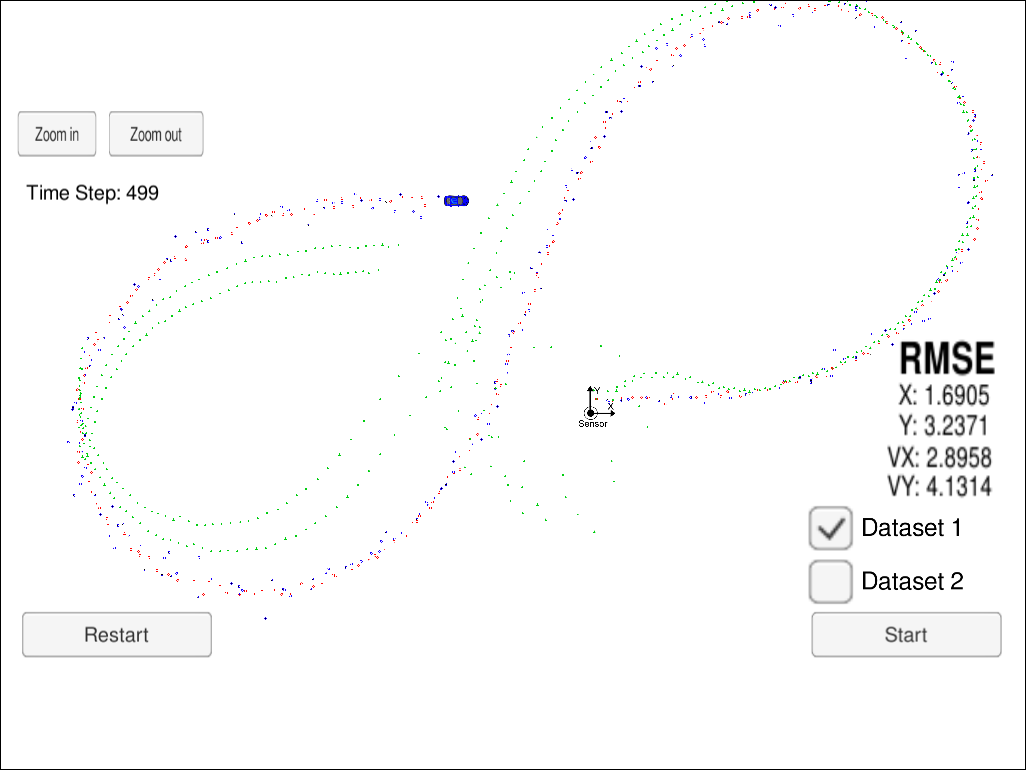 Zoom in
Zoom out
Time Step: 499
Y
X
Sensor
RMSE
X: 1.6905
Y: 3.2371
VX: 2.8958
VY: 4.1314
Dataset 1
Dataset 2
Restart
Start